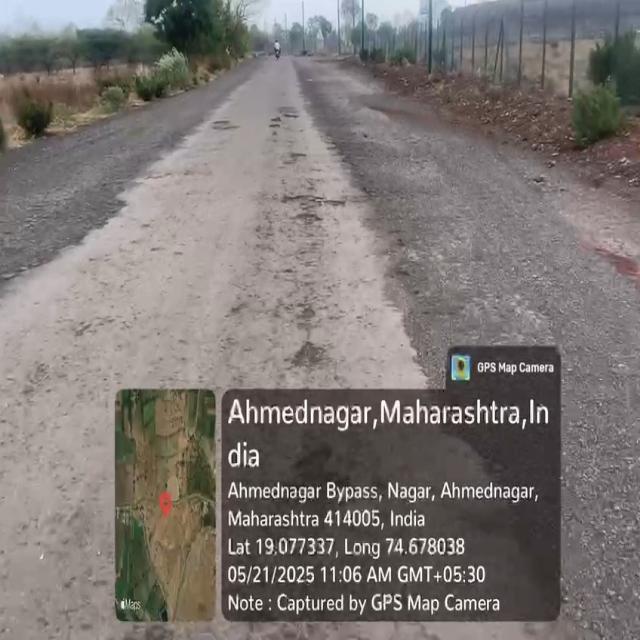 GPS Map Camera
Ahmednagar,Maharashtra,In
dia
Ahmednagar Bypass, Nagar, Ahmednagar,
Maharashtra 414005, India
Lat 19.077337, Long 74.678038
05/21/2025 11:06 AM GMT+05:30
Note : Captured by GPS Map Camera
Maps